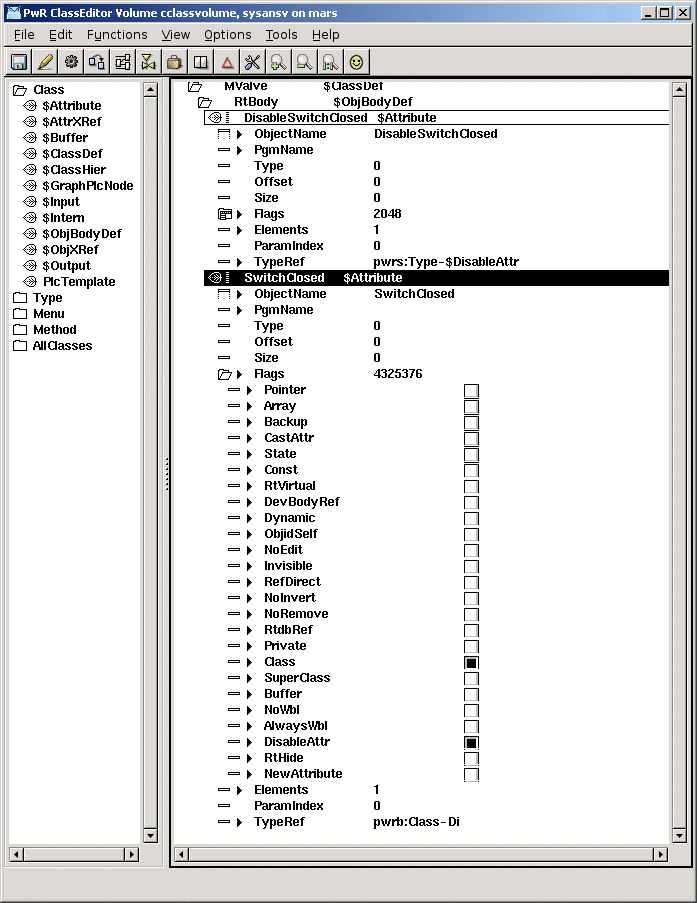 PwR ClassEditor Volume cclassvolume, sysansv on mars
File Edit Functions View Options Tools Help
Class
$Attribute
$AttrXRef
$Buffer
$ClassDef
$ClassHier
$GraphPlcNode
$Input
$Intern
$ObjBodyDef
$ObjXRef
$Output
PlcTemplate
Type
Menu
Method
AllClasses
MValve $ClassDef
RtBody $ObjBodyDef
DisableSwitchClosed $Attribute
ObjectName DisableSwitchClosed
PgmName
Type 0
Offset 0
Size 0
Flags 2048
Elements 1
ParamIndex 0
TypeRef pwrs:Type-$DisableAttr
SwitchClosed $Attribute
ObjectName SwitchClosed
PgmName
Type 0
Offset 0
Size 0
Flags 4325376
Pointer
Array
Backup
CastAttr
State
Const
RtVirtual
DevBodyRef
Dynamic
ObjidSelf
NoEdit
Invisible
RefDirect
NoInvert
NoRemove
RtdbRef
Private
Class
SuperClass
Buffer
NoWbl
AlwaysWbl
DisableAttr
RtHide
NewAttribute
Elements 1
ParamIndex 0
TypeRef pwrb:Class-Di